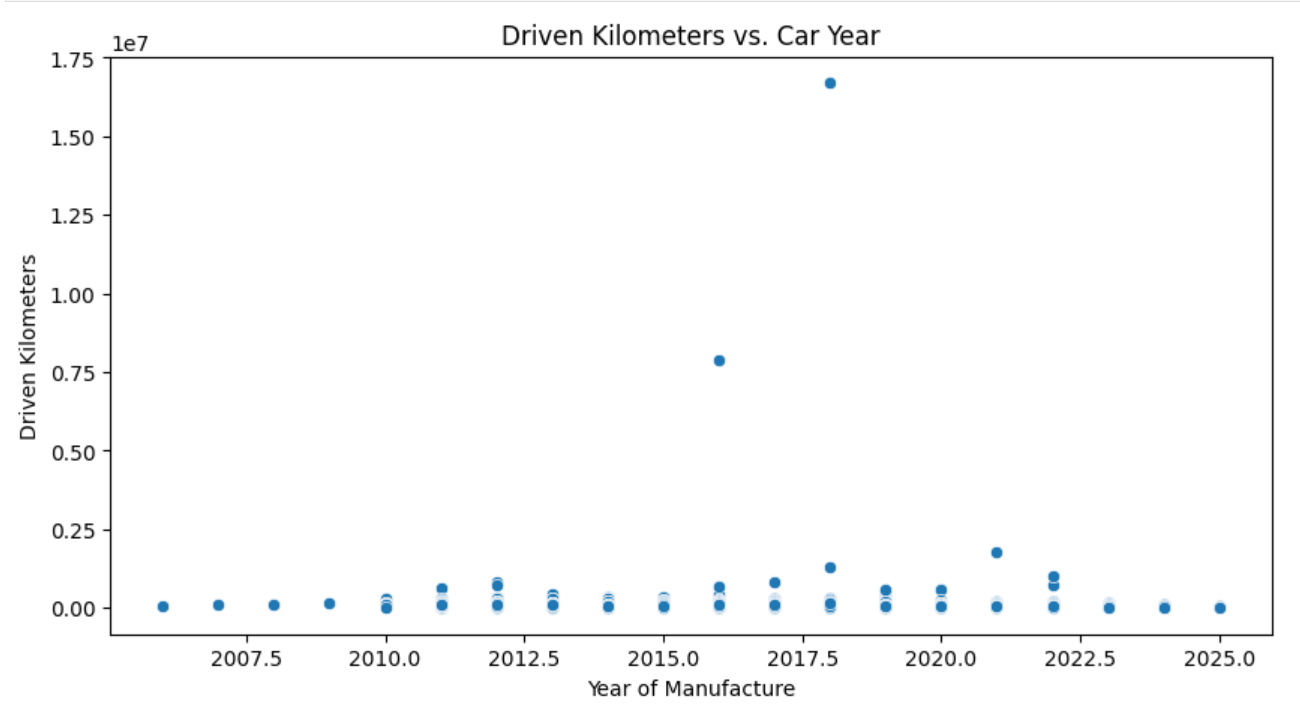 Driven Kilometers vs. Car Year
1e7
1.75
1.50
1.25
1.00
0.75
0.50
0.25
0.00
Driven Kilometers
2007.5 2010.0 2012.5 2015.0 2017.5 2020.0 2022.5 2025.0
Year of Manufacture